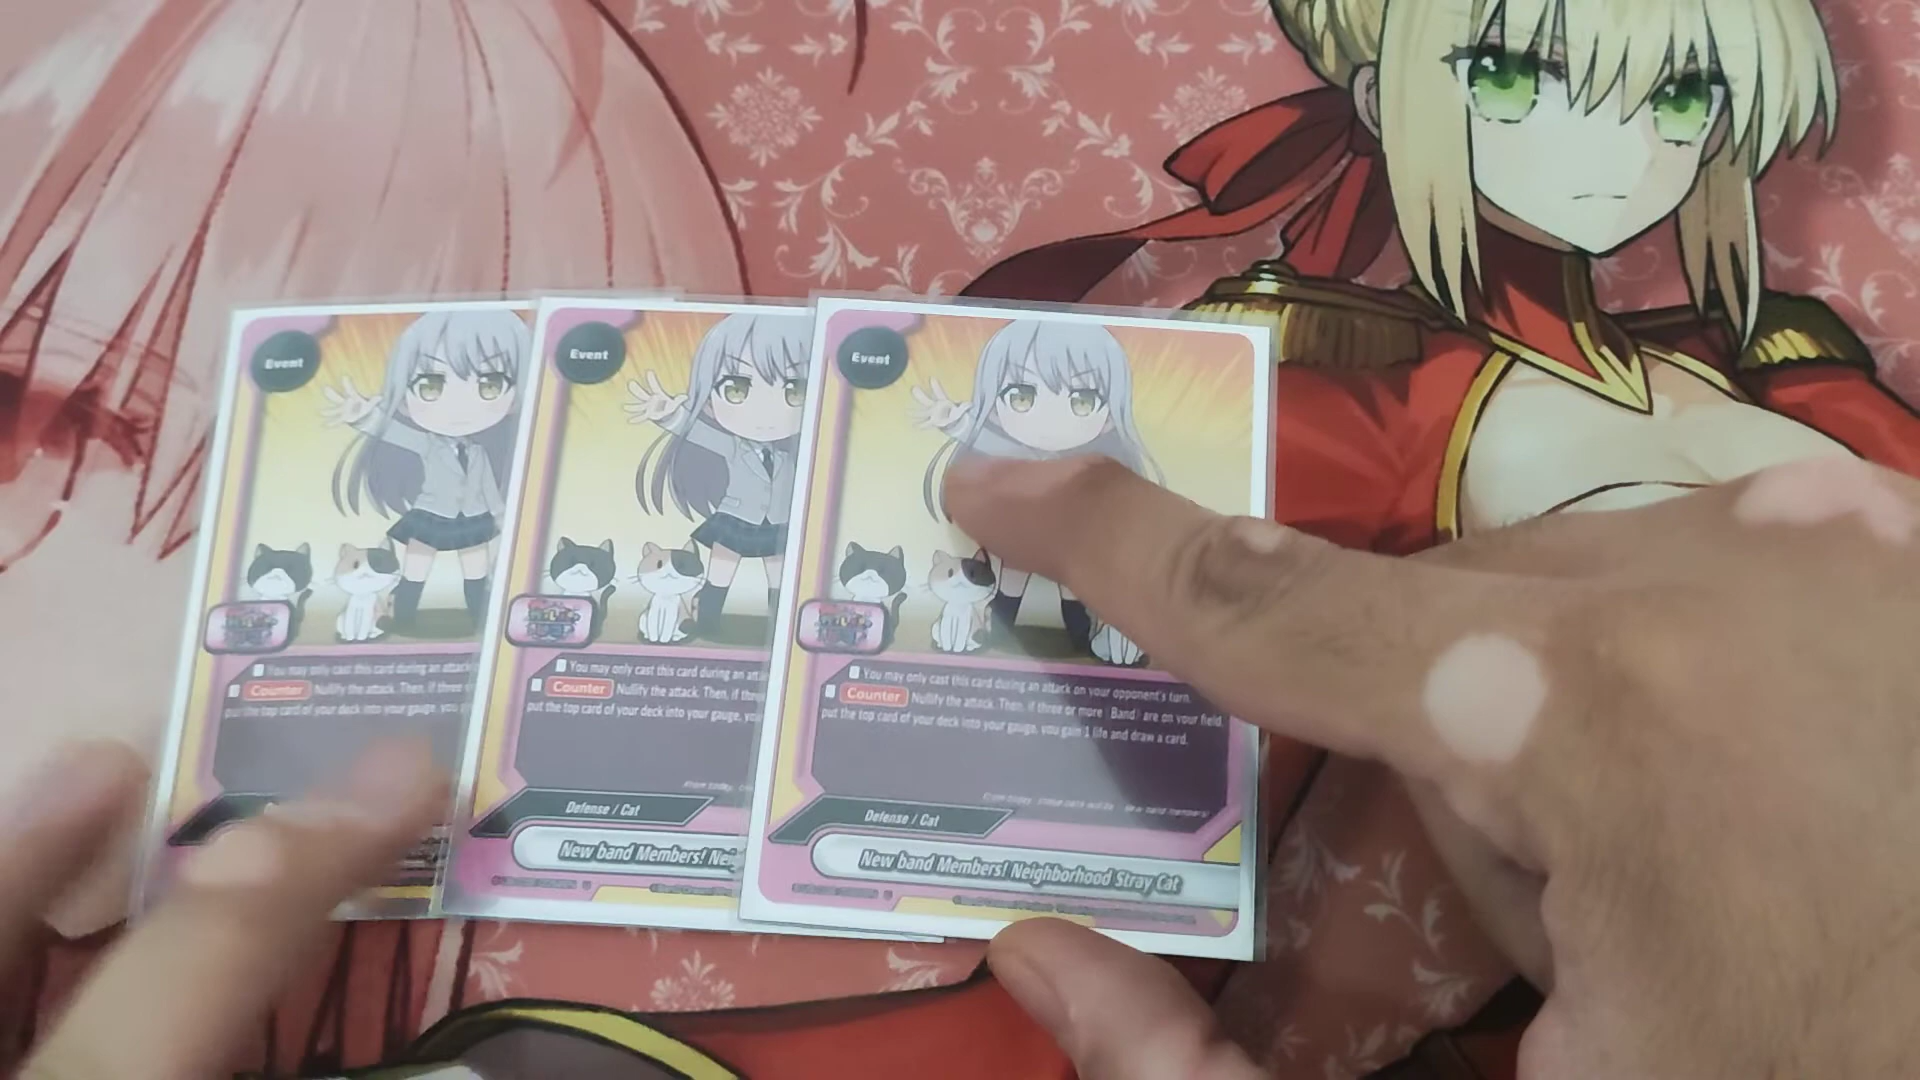 Event
You may only cast this card during an attack
Counter Nullify the attack. Then, if three
put the top card of your deck into your gauge, you
Event
You may only cast this card during an
Counter Nullify the attack. Then, if three
put the top card of your deck into your gauge, you
Defense / Cat
New band Members!
Event
You may only cast this card during an attack on your opponent's turn.
Counter Nullify the attack. Then, if three or more Band are on your field,
put the top card of your deck into your gauge, you gain 1 life and draw a card.
Defense / Cat
New band Members! Neighborhood Stray Cat